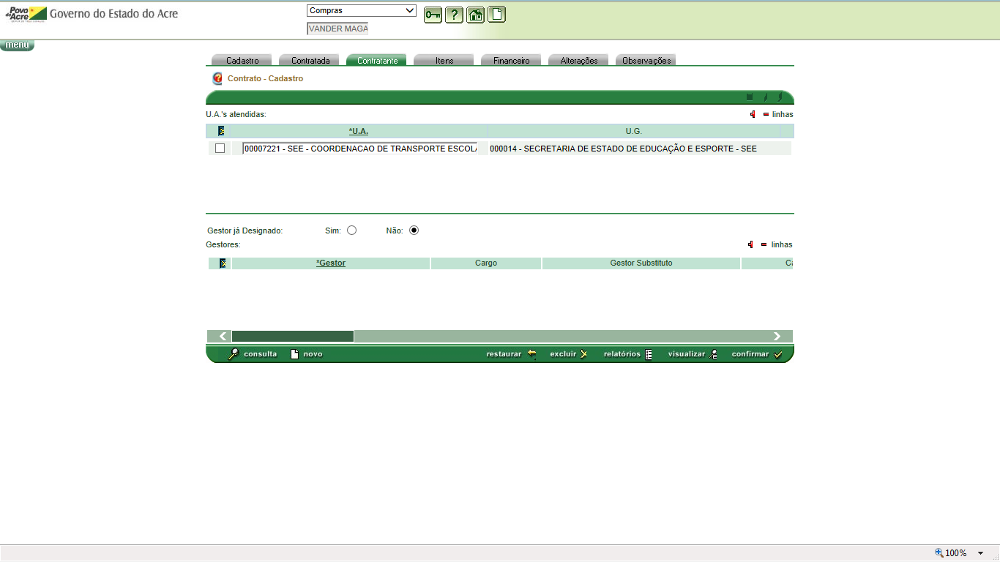 Povo do Acre Governo do Estado do Acre
Compras
VANDER MAGA
menu
Cadastro Contratada Contratante Itens Financeiro Alterações Observações
Contrato - Cadastro
U.A.'s atendidas: linhas
*U.A. U.G.
00007221 - SEE - COORDENACAO DE TRANSPORTE ESCOLA 000014 - SECRETARIA DE ESTADO DE EDUCAÇÃO E ESPORTE - SEE
Gestor já Designado: Sim: Não:
Gestores: linhas
*Gestor Cargo Gestor Substituto Ca
consulta novo restaurar excluir relatórios visualizar confirmar
100%